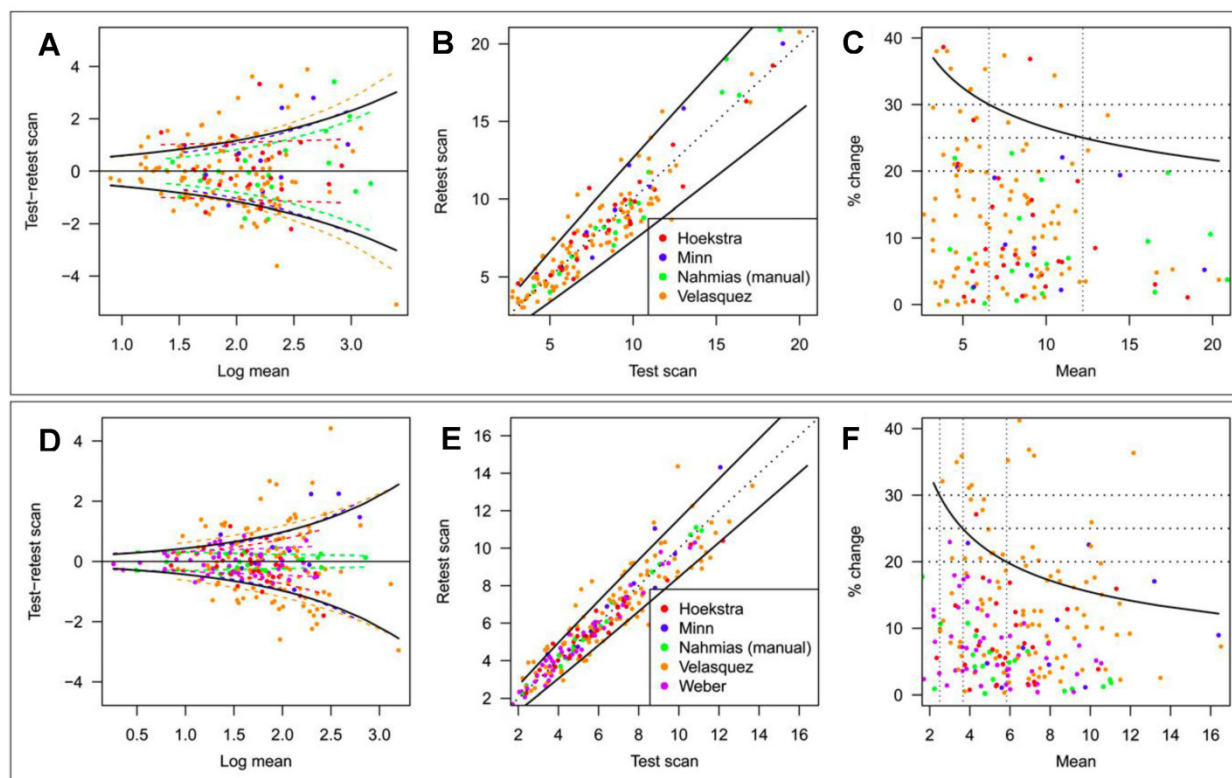 A
Test−retest scan
4
2
0
−2
−4
1.0 1.5 2.0 2.5 3.0
Log mean
B
Retest scan
20
15
10
5
5 10 15 20
Test scan
Hoekstra
Minn
Nahmias (manual)
Velasquez
C
% change
40
30
20
10
0
5 10 15 20
Mean
D
Test−retest scan
4
2
0
−2
−4
0.5 1.0 1.5 2.0 2.5 3.0
Log mean
E
Retest scan
16
14
12
10
8
6
4
2
2 4 6 8 10 12 14 16
Test scan
Hoekstra
Minn
Nahmias (manual)
Velasquez
Weber
F
% change
40
30
20
10
0
2 4 6 8 10 12 14 16
Mean